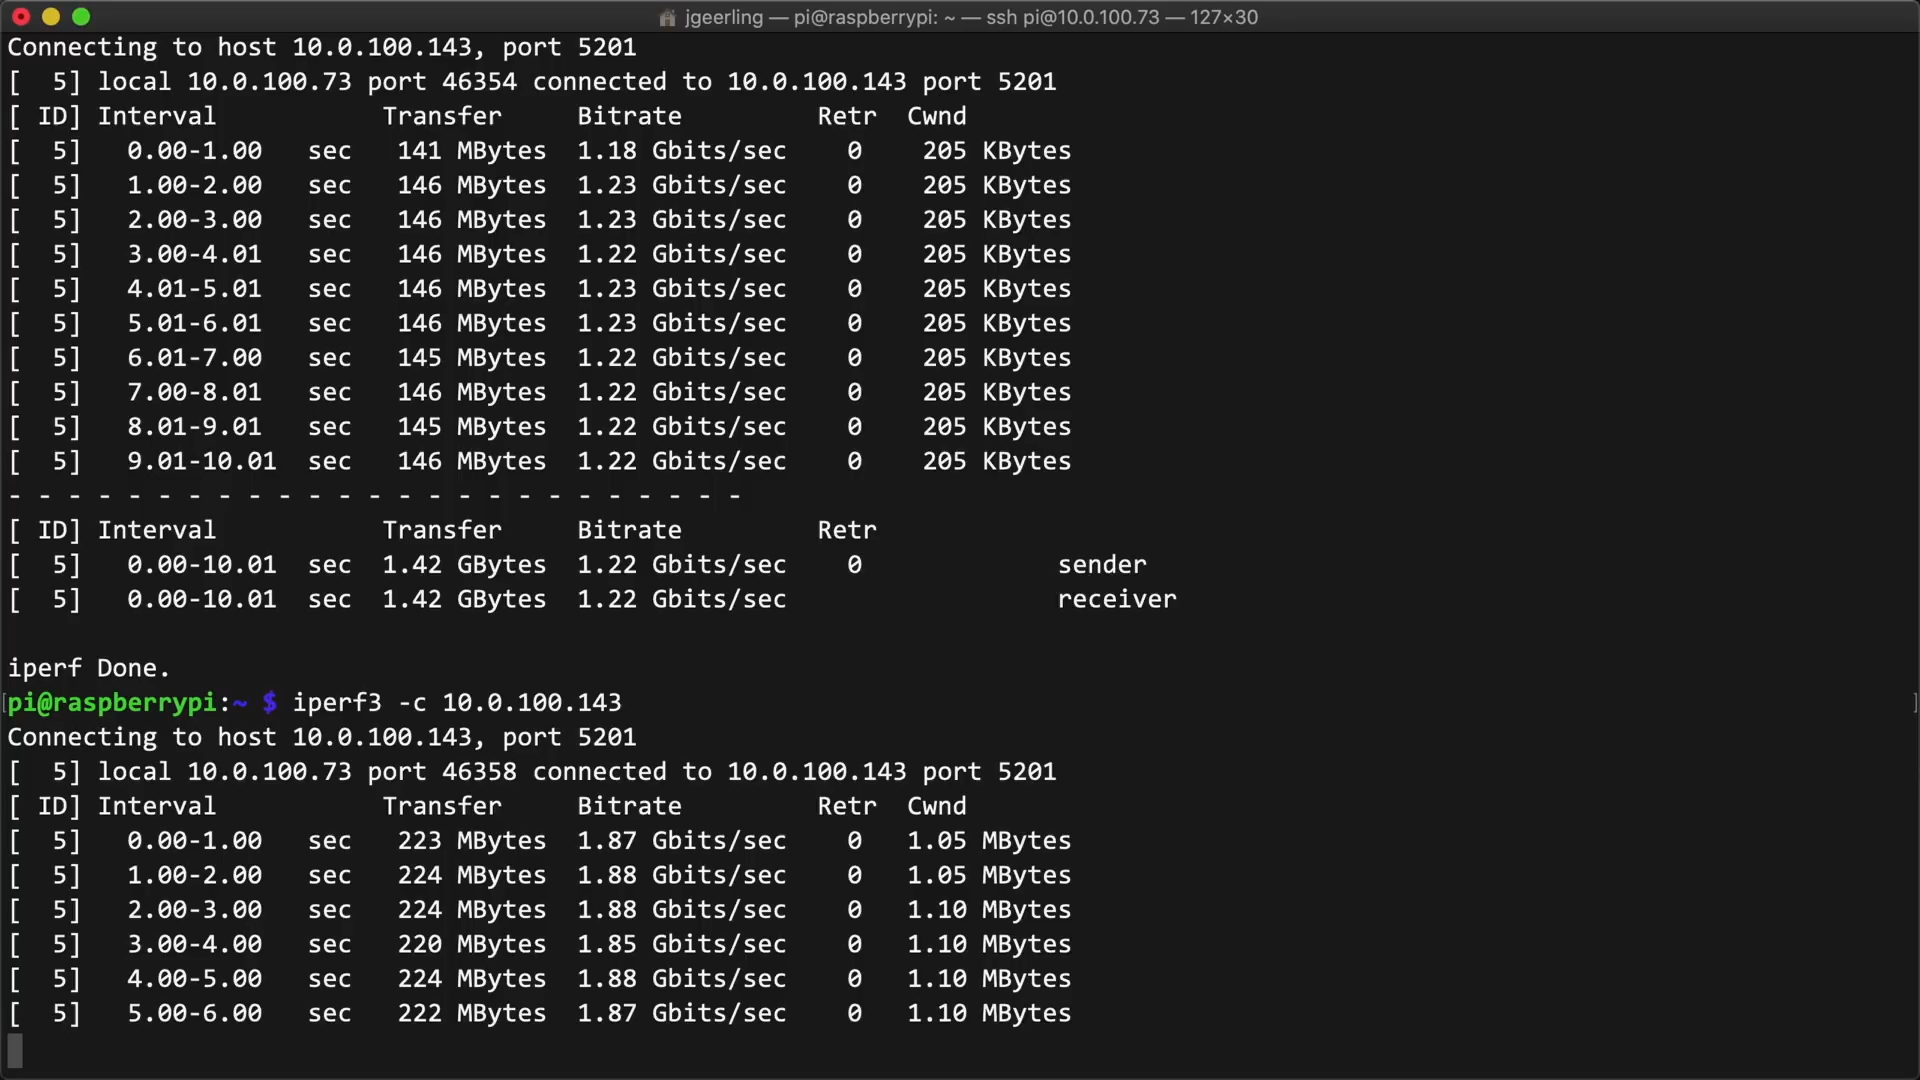 jgeerling — pi@raspberrypi: ~ — ssh pi@10.0.100.73 — 127×30
Connecting to host 10.0.100.143, port 5201
[  5] local 10.0.100.73 port 46354 connected to 10.0.100.143 port 5201
[ ID] Interval           Transfer     Bitrate         Retr  Cwnd
[  5]   0.00-1.00   sec   141 MBytes  1.18 Gbits/sec    0    205 KBytes
[  5]   1.00-2.00   sec   146 MBytes  1.23 Gbits/sec    0    205 KBytes
[  5]   2.00-3.00   sec   146 MBytes  1.23 Gbits/sec    0    205 KBytes
[  5]   3.00-4.01   sec   146 MBytes  1.22 Gbits/sec    0    205 KBytes
[  5]   4.01-5.01   sec   146 MBytes  1.23 Gbits/sec    0    205 KBytes
[  5]   5.01-6.01   sec   146 MBytes  1.23 Gbits/sec    0    205 KBytes
[  5]   6.01-7.00   sec   145 MBytes  1.22 Gbits/sec    0    205 KBytes
[  5]   7.00-8.01   sec   146 MBytes  1.22 Gbits/sec    0    205 KBytes
[  5]   8.01-9.01   sec   145 MBytes  1.22 Gbits/sec    0    205 KBytes
[  5]   9.01-10.01  sec   146 MBytes  1.22 Gbits/sec    0    205 KBytes
- - - - - - - - - - - - - - - - - - - - - - - - -
[ ID] Interval           Transfer     Bitrate         Retr
[  5]   0.00-10.01  sec  1.42 GBytes  1.22 Gbits/sec    0             sender
[  5]   0.00-10.01  sec  1.42 GBytes  1.22 Gbits/sec                  receiver
iperf Done.
pi@raspberrypi:~ $ iperf3 -c 10.0.100.143
Connecting to host 10.0.100.143, port 5201
[  5] local 10.0.100.73 port 46358 connected to 10.0.100.143 port 5201
[ ID] Interval           Transfer     Bitrate         Retr  Cwnd
[  5]   0.00-1.00   sec   223 MBytes  1.87 Gbits/sec    0   1.05 MBytes
[  5]   1.00-2.00   sec   224 MBytes  1.88 Gbits/sec    0   1.05 MBytes
[  5]   2.00-3.00   sec   224 MBytes  1.88 Gbits/sec    0   1.10 MBytes
[  5]   3.00-4.00   sec   220 MBytes  1.85 Gbits/sec    0   1.10 MBytes
[  5]   4.00-5.00   sec   224 MBytes  1.88 Gbits/sec    0   1.10 MBytes
[  5]   5.00-6.00   sec   222 MBytes  1.87 Gbits/sec    0   1.10 MBytes